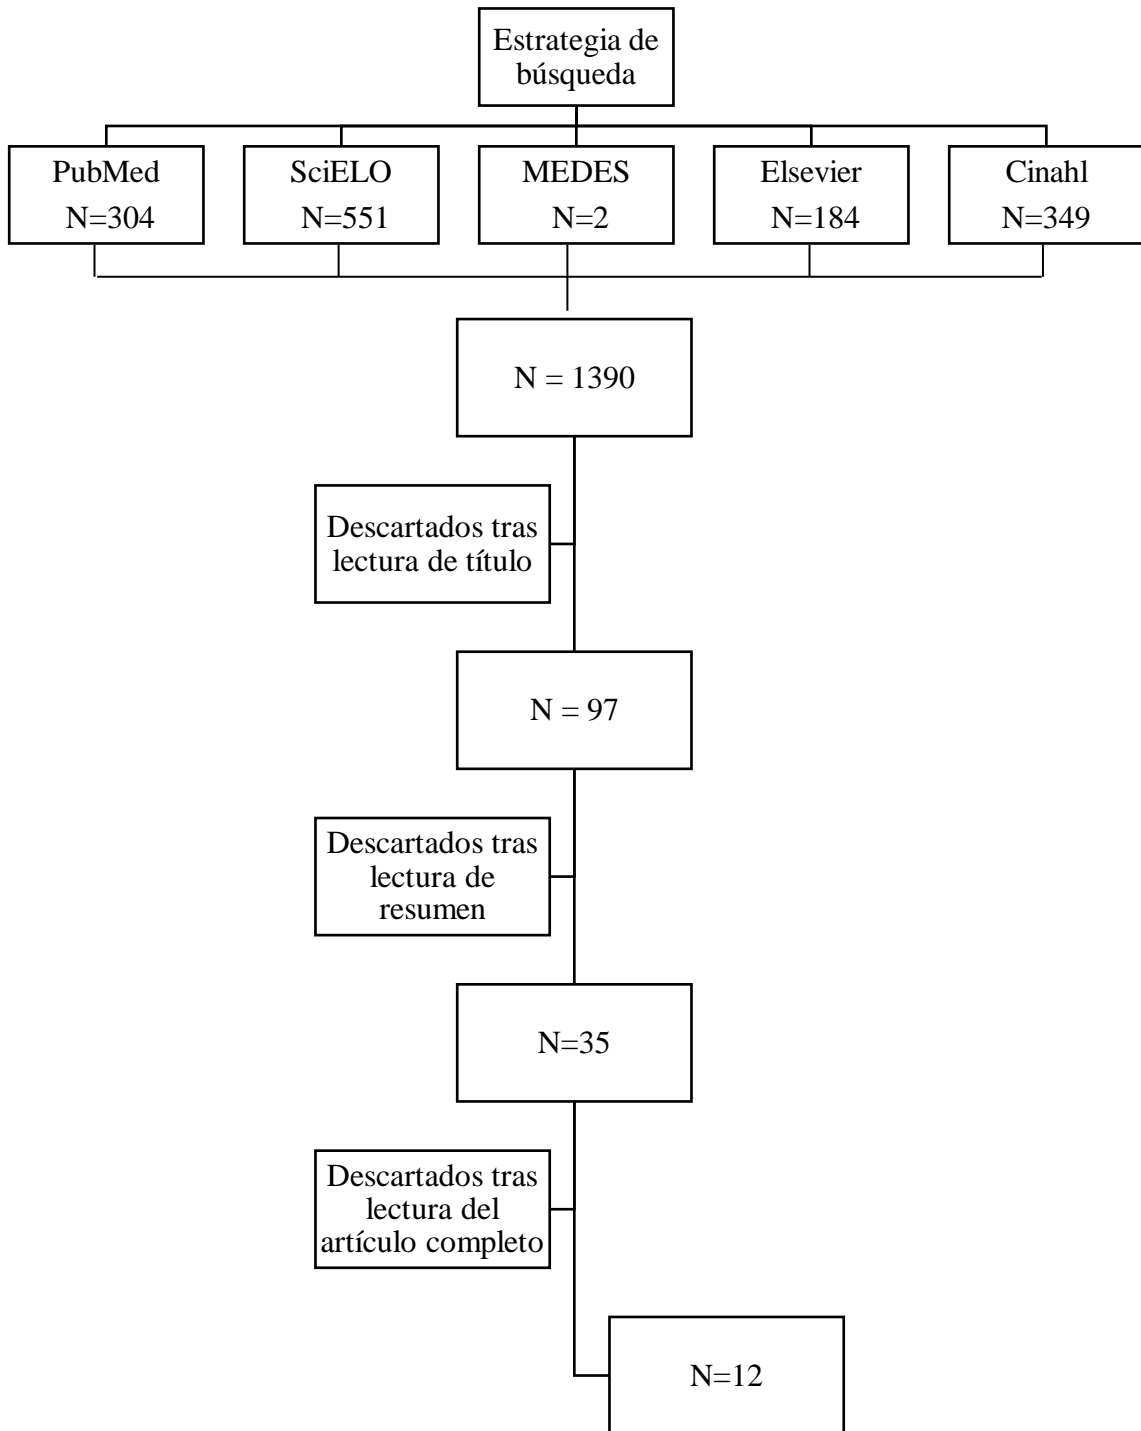 Estrategia de
búsqueda
PubMed
N=304
SciELO
N=551
MEDES
N=2
Elsevier
N=184
Cinahl
N=349
N = 1390
Descartados tras
lectura de título
N = 97
Descartados tras
lectura de
resumen
N=35
Descartados tras
lectura del
artículo completo
N=12